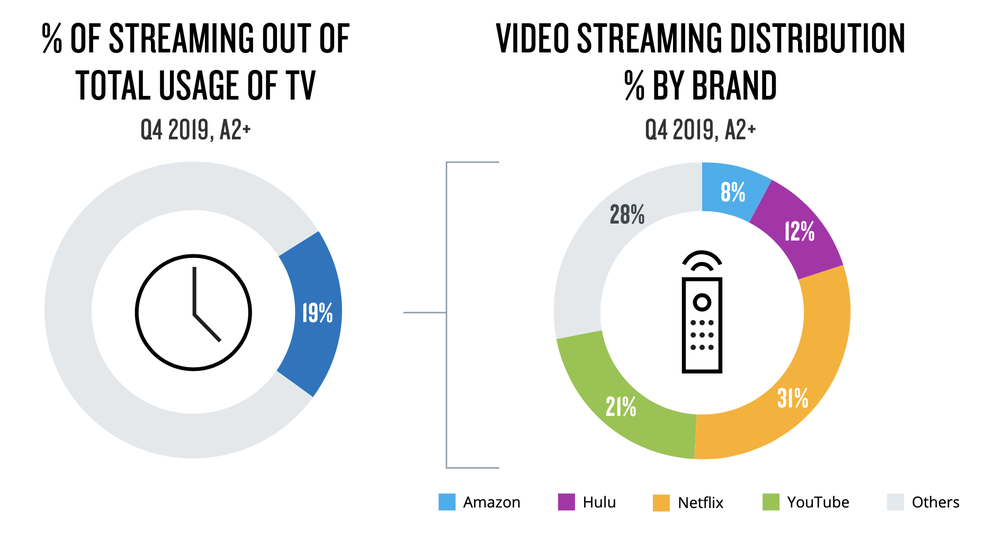 % OF STREAMING OUT OF
TOTAL USAGE OF TV
Q4 2019, A2+
19%
VIDEO STREAMING DISTRIBUTION
% BY BRAND
Q4 2019, A2+
8%
12%
31%
21%
28%
Amazon
Hulu
Netflix
YouTube
Others